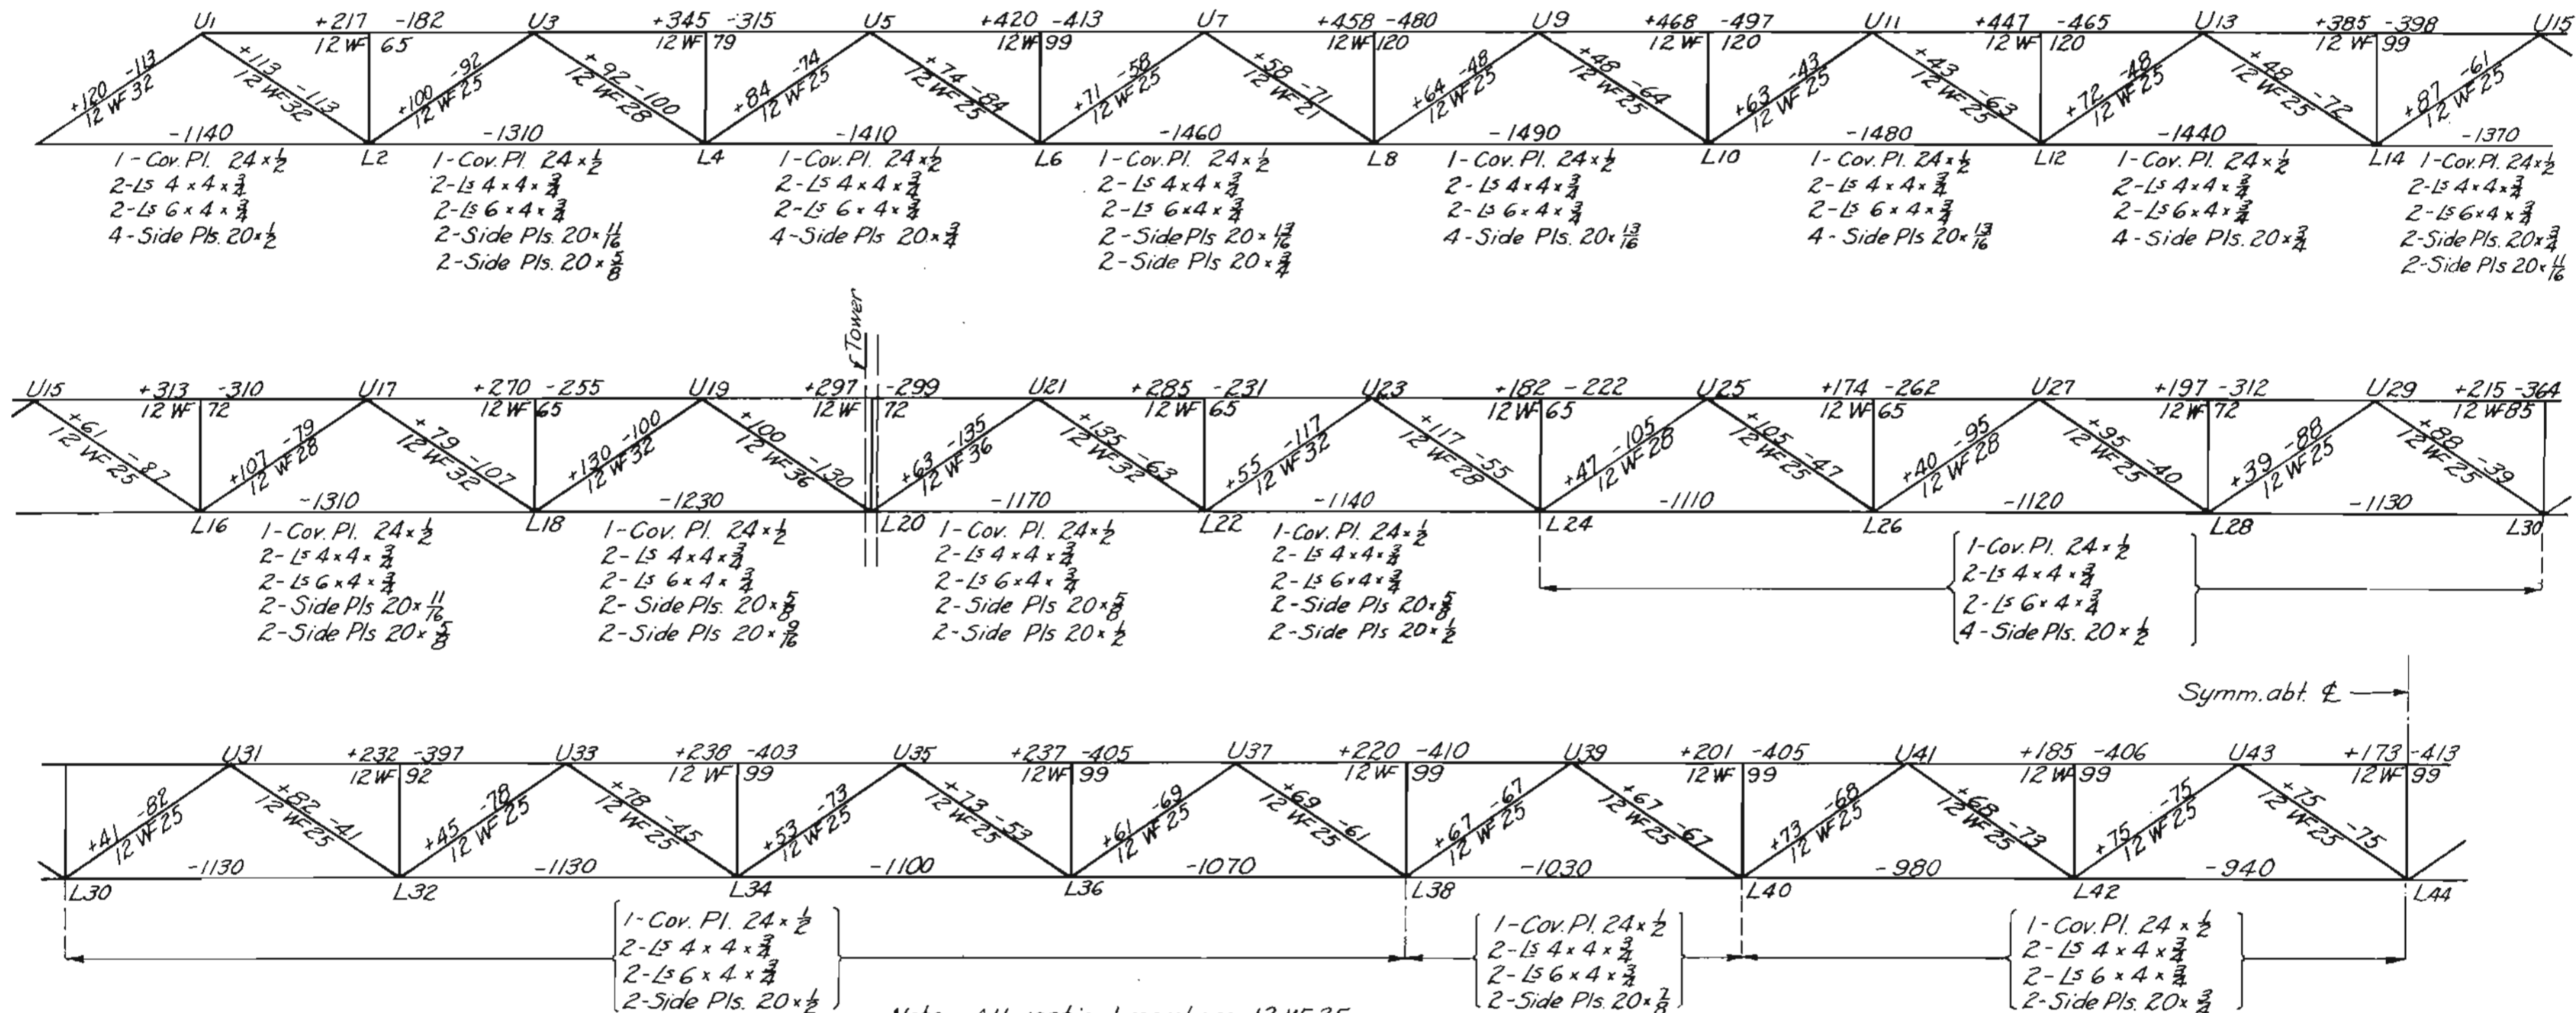 U1 +217 -182 U3 +345 -315 U5 +420 -413 U7 +458 -480 U9 +468 -497 U11 +447 -465 U13 +385 -398 U15
12 WF 65 12 WF 79 12 WF 99 12 WF 120 12 WF 120 12 WF 120 12 WF 99
+120 -113 +113 -113 +100 -92 +92 -100 +84 -74 +74 -84 +71 -58 +58 -71 +64 -48 +48 -64 +63 -43 +43 -63 +72 -48 +48 -72 +87 -61
12 WF 32 12 WF 32 12 WF 25 12 WF 28 12 WF 25 12 WF 25 12 WF 25 12 WF 21 12 WF 25 12 WF 25 12 WF 25 12 WF 25 12 WF 25 12 WF 25 12 WF 25
-1140 -1310 -1410 -1460 -1490 -1480 -1440 -1370
L2 L4 L6 L8 L10 L12 L14
1-Cov. Pl. 24 x 1/2
2-Ls 4 x 4 x 3/4
2-Ls 6 x 4 x 3/4
4-Side Pls. 20 x 1/2
1-Cov. Pl. 24 x 1/2
2-Ls 4 x 4 x 3/4
2-Ls 6 x 4 x 3/4
2-Side Pls. 20 x 11/16
2-Side Pls. 20 x 5/8
1-Cov. Pl. 24 x 1/2
2-Ls 4 x 4 x 3/4
2-Ls 6 x 4 x 3/4
4-Side Pls 20 x 3/4
1-Cov. Pl. 24 x 1/2
2-Ls 4 x 4 x 3/4
2-Ls 6 x 4 x 3/4
2-Side Pls 20 x 13/16
2-Side Pls 20 x 3/4
1-Cov. Pl. 24 x 1/2
2-Ls 4 x 4 x 3/4
2-Ls 6 x 4 x 3/4
4-Side Pls. 20 x 13/16
1-Cov. Pl. 24 x 1/2
2-Ls 4 x 4 x 3/4
2-Ls 6 x 4 x 3/4
4-Side Pls 20 x 13/16
1-Cov. Pl. 24 x 1/2
2-Ls 4 x 4 x 3/4
2-Ls 6 x 4 x 3/4
4-Side Pls. 20 x 3/4
1-Cov. Pl. 24 x 1/2
2-Ls 4 x 4 x 3/4
2-Ls 6 x 4 x 3/4
2-Side Pls. 20 x 3/4
2-Side Pls 20 x 11/16
℄ Tower
U15 +313 -310 U17 +270 -255 U19 +297 -299 U21 +285 -231 U23 +182 -222 U25 +174 -262 U27 +197 -312 U29 +215 -364
12 WF 72 12 WF 65 12 WF 72 12 WF 65 12 WF 65 12 WF 65 12 WF 72 12 WF 85
+61 -87 +107 -79 +79 -107 +130 -100 +100 -130 +63 -135 +135 -63 +55 -117 +117 -55 +47 -105 +105 -47 +40 -95 +95 -40 +39 -88 +88 -39
12 WF 25 12 WF 28 12 WF 32 12 WF 32 12 WF 36 12 WF 36 12 WF 32 12 WF 32 12 WF 28 12 WF 28 12 WF 25 12 WF 28 12 WF 25 12 WF 25 12 WF 25
-1310 -1230 -1170 -1140 -1110 -1120 -1130
L16 L18 L20 L22 L24 L26 L28 L30
1-Cov. Pl. 24 x 1/2
2-Ls 4 x 4 x 3/4
2-Ls 6 x 4 x 3/4
2-Side Pls 20 x 11/16
2-Side Pls 20 x 5/8
1-Cov. Pl. 24 x 1/2
2-Ls 4 x 4 x 3/4
2-Ls 6 x 4 x 3/4
2-Side Pls. 20 x 5/8
2-Side Pls 20 x 9/16
1-Cov. Pl. 24 x 1/2
2-Ls 4 x 4 x 3/4
2-Ls 6 x 4 x 3/4
2-Side Pls 20 x 5/8
2-Side Pls 20 x 1/2
1-Cov. Pl. 24 x 1/2
2-Ls 4 x 4 x 3/4
2-Ls 6 x 4 x 3/4
2-Side Pls 20 x 5/8
2-Side Pls 20 x 1/2
1-Cov. Pl. 24 x 1/2
2-Ls 4 x 4 x 3/4
2-Ls 6 x 4 x 3/4
4-Side Pls. 20 x 1/2
Symm. abt. ℄
U31 +232 -397 U33 +238 -403 U35 +237 -405 U37 +220 -410 U39 +201 -405 U41 +185 -406 U43 +173 -413
12 WF 92 12 WF 99 12 WF 99 12 WF 99 12 WF 99 12 WF 99 12 WF 99
+41 -82 +82 -41 +45 -78 +78 -45 +53 -73 +73 -53 +61 -69 +69 -61 +67 -67 +67 -67 +73 -68 +68 -73 +75 -75 +75 -75
12 WF 25 12 WF 25 12 WF 25 12 WF 25 12 WF 25 12 WF 25 12 WF 25 12 WF 25 12 WF 25 12 WF 25 12 WF 25 12 WF 25 12 WF 25 12 WF 25
-1130 -1130 -1100 -1070 -1030 -980 -940
L30 L32 L34 L36 L38 L40 L42 L44
1-Cov. Pl. 24 x 1/2
2-Ls 4 x 4 x 3/4
2-Ls 6 x 4 x 3/4
2-Side Pls. 20 x 1/2
1-Cov. Pl. 24 x 1/2
2-Ls 4 x 4 x 3/4
2-Ls 6 x 4 x 3/4
2-Side Pls. 20 x 7/8
1-Cov. Pl. 24 x 1/2
2-Ls 4 x 4 x 3/4
2-Ls 6 x 4 x 3/4
2-Side Pls. 20 x 3/4